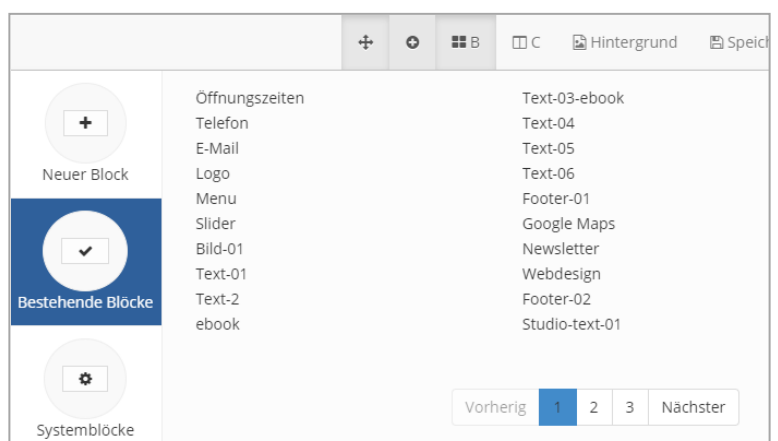 B C Hintergrund Speich
Neuer Block
Bestehende Blöcke
Systemblöcke
Öffnungszeiten
Telefon
E-Mail
Logo
Menu
Slider
Bild-01
Text-01
Text-2
ebook
Text-03-ebook
Text-04
Text-05
Text-06
Footer-01
Google Maps
Newsletter
Webdesign
Footer-02
Studio-text-01
Vorherig 1 2 3 Nächster